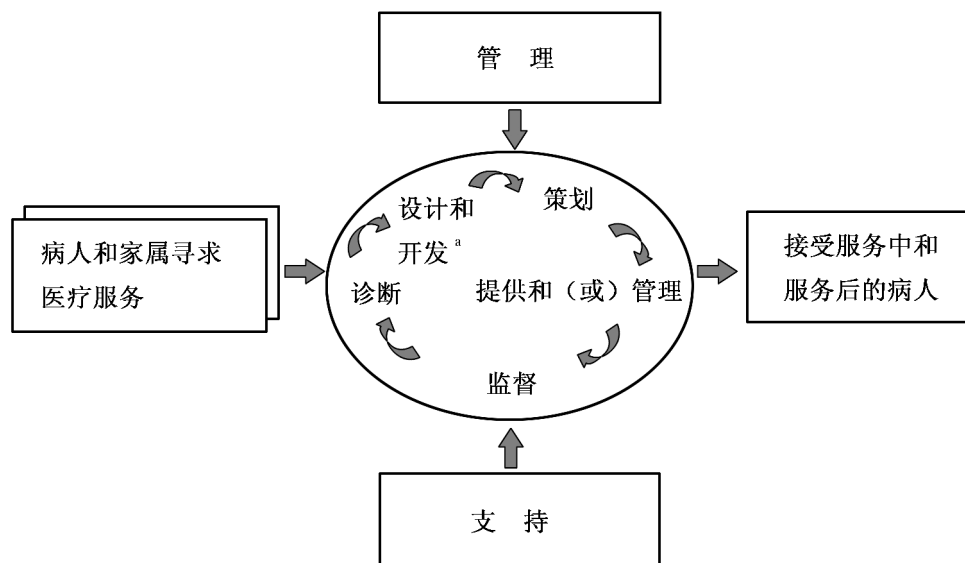 管 理
设计和
开发ᵃ
策划
病人和家属寻求
医疗服务
诊断
提供和（或）管理
接受服务中和
服务后的病人
监督
支 持